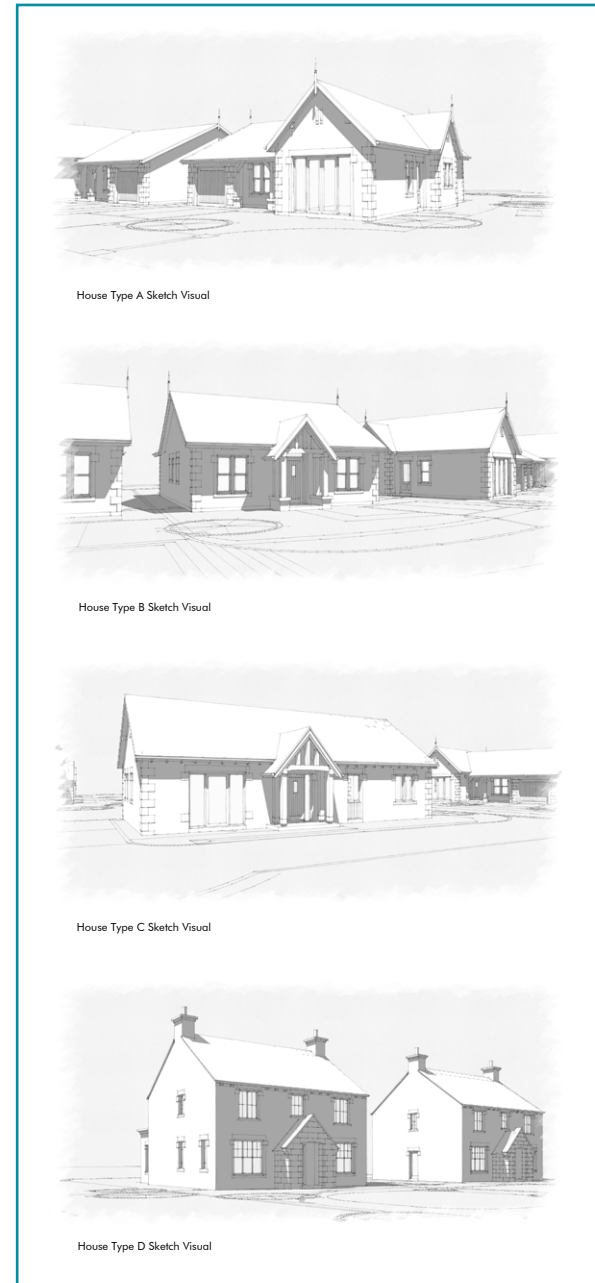 House Type A Sketch Visual
House Type B Sketch Visual
House Type C Sketch Visual
House Type D Sketch Visual